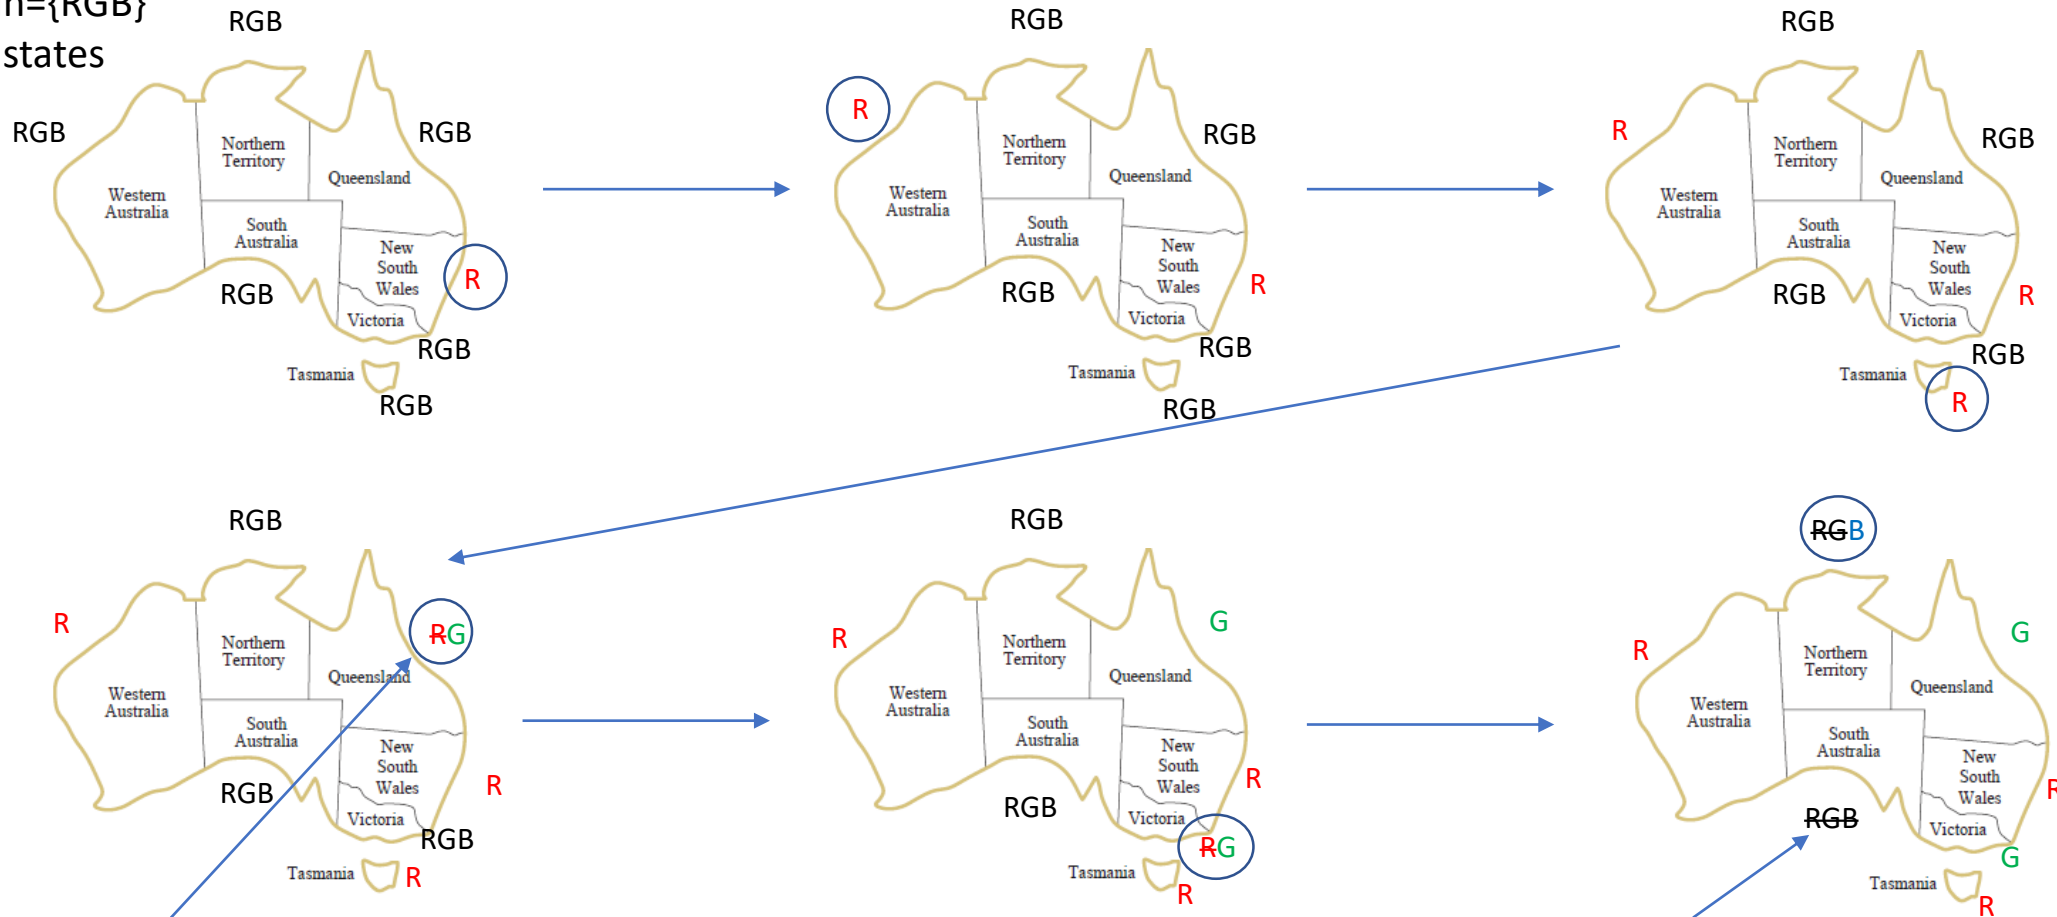 n={RGB}
states
RGB
RGB
RGB
Northern
Territory
Western
Australia
Queensland
South
Australia
New
South
Wales
R
RGB
Victoria
RGB
Tasmania
RGB
RGB
R
RGB
Northern
Territory
Western
Australia
Queensland
South
Australia
New
South
Wales
R
RGB
Victoria
RGB
Tasmania
RGB
RGB
R
RGB
Northern
Territory
Western
Australia
Queensland
South
Australia
New
South
Wales
R
RGB
Victoria
RGB
Tasmania
R
RGB
R
RG
Northern
Territory
Western
Australia
Queensland
South
Australia
New
South
Wales
R
RGB
Victoria
RGB
Tasmania
R
RGB
R
G
Northern
Territory
Western
Australia
Queensland
South
Australia
New
South
Wales
R
RGB
Victoria
RG
Tasmania
R
RGB
R
G
Northern
Territory
Western
Australia
Queensland
South
Australia
New
South
Wales
R
RGB
Victoria
G
Tasmania
R